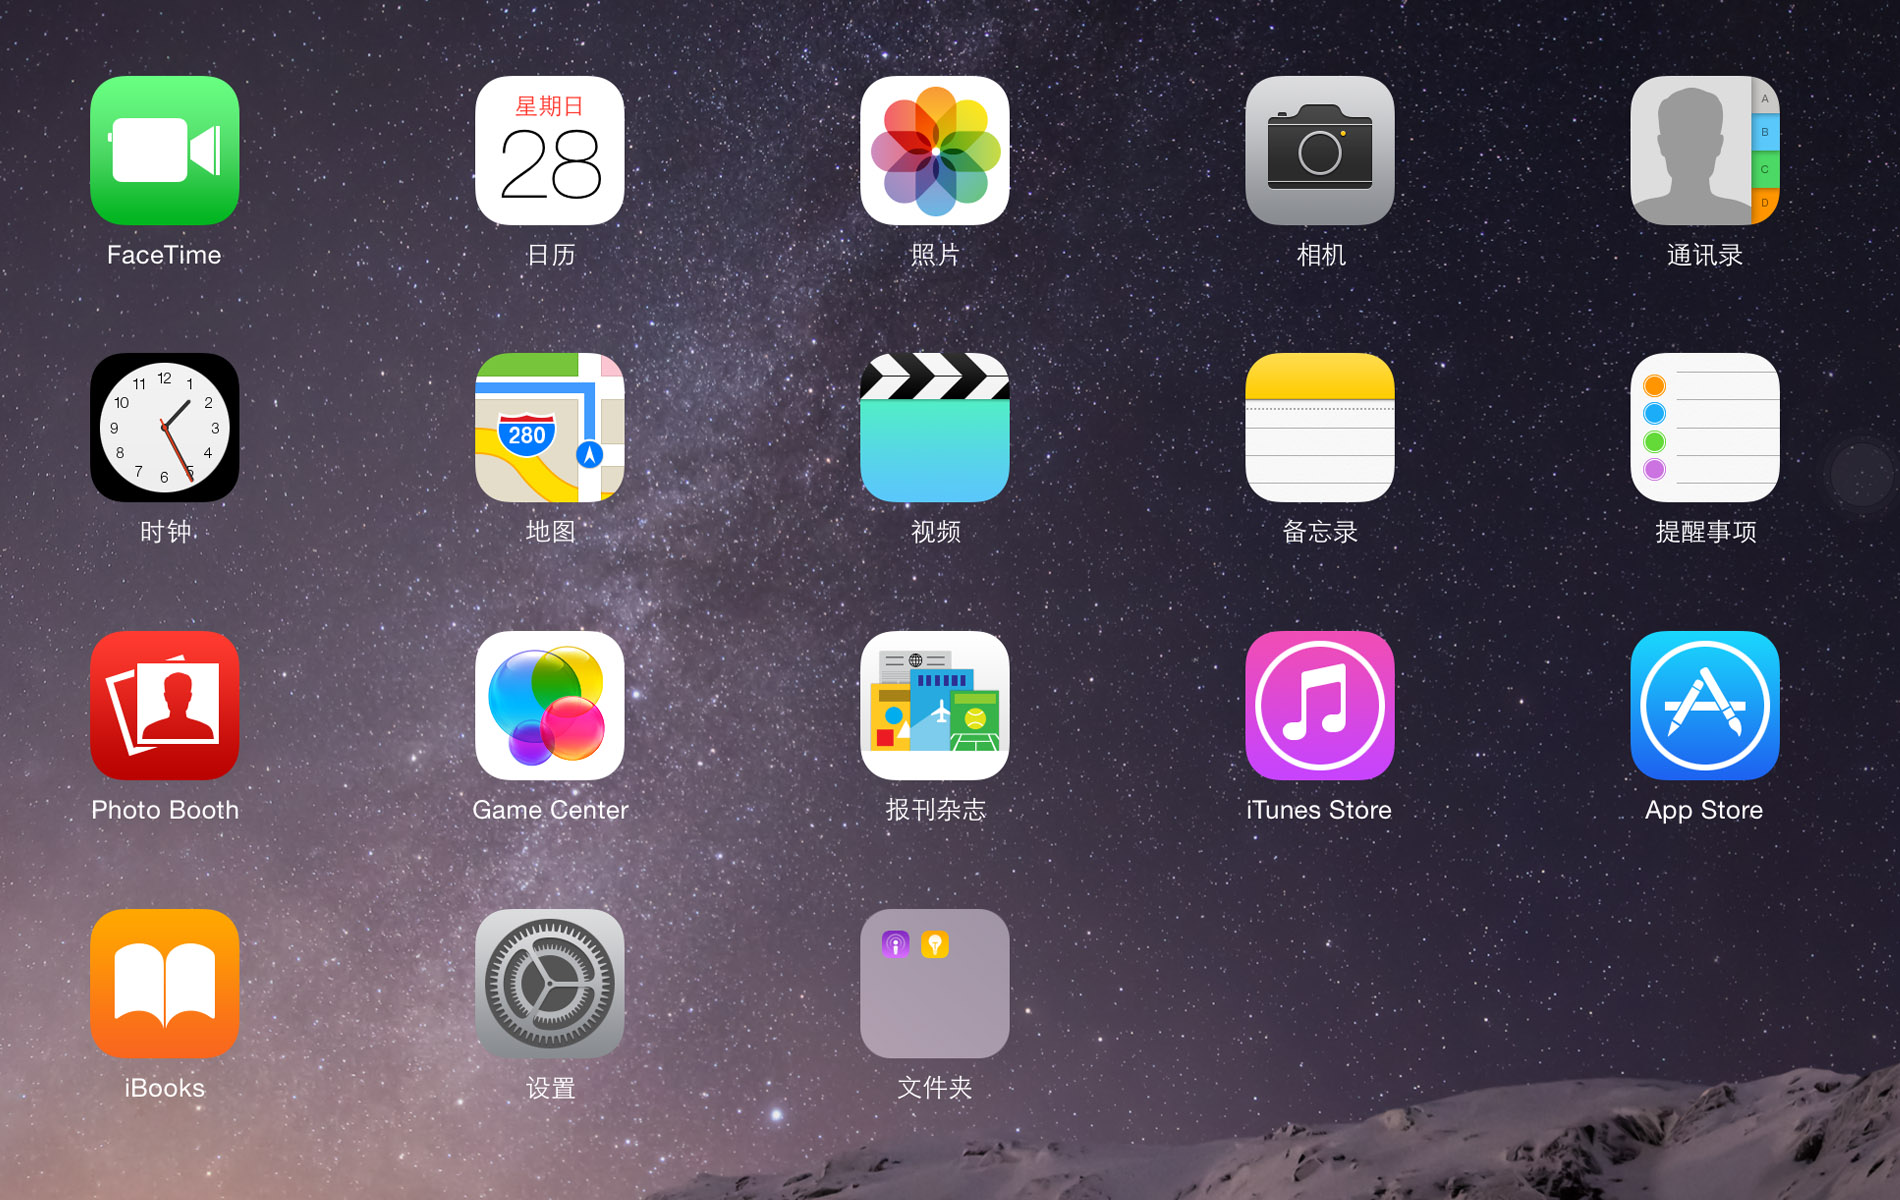 星期日
28
A
B
C
D
FaceTime
日历
照片
相机
通讯录
12
11
1
10
2
9
3
8
4
7
5
6
280
时钟
地图
视频
备忘录
提醒事项
Photo Booth
Game Center
报刊杂志
iTunes Store
App Store
iBooks
设置
文件夹